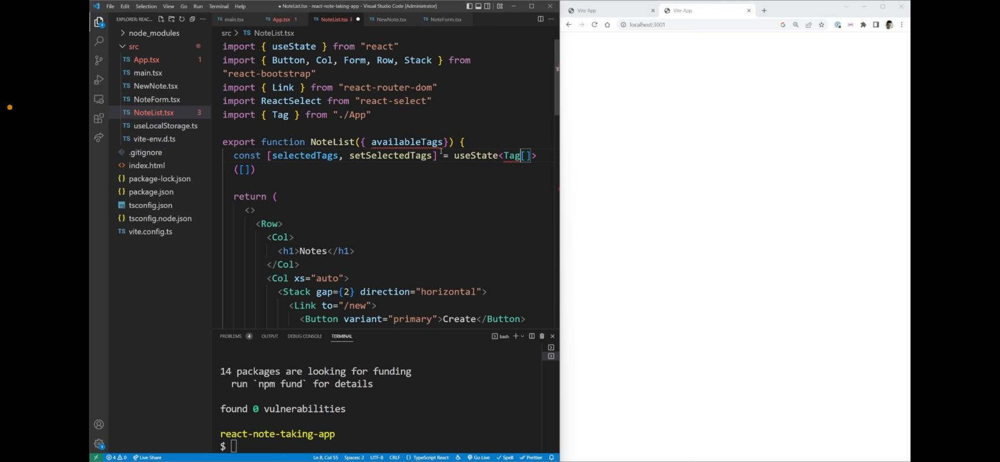 File Edit Selection View Go Run Terminal Help
● NoteList.tsx - react-note-taking-app - Visual Studio Code [Administrator]
EXPLORER: REAC...
node_modules
src
TS App.tsx 1
TS main.tsx
TS NewNote.tsx
TS NoteForm.tsx
TS NoteList.tsx 3
TS useLocalStorage.ts
TS vite-env.d.ts
.gitignore
<> index.html
{} package-lock.json
{} package.json
tsconfig.json
{} tsconfig.node.json
TS vite.config.ts
TS main.tsx TS App.tsx 1 TS NoteList.tsx 3 ● TS NewNote.tsx TS NoteForm.tsx
src > TS NoteList.tsx
import { useState } from "react"
import { Button, Col, Form, Row, Stack } from
"react-bootstrap"
import { Link } from "react-router-dom"
import ReactSelect from "react-select"
import { Tag } from "./App"
export function NoteList({ availableTags}) {
const [selectedTags, setSelectedTags] = useState<Tag[]>
([])
return (
<>
<Row>
<Col>
<h1>Notes</h1>
</Col>
<Col xs="auto">
<Stack gap={2} direction="horizontal">
<Link to="/new">
<Button variant="primary">Create</Button>
PROBLEMS 4 OUTPUT DEBUG CONSOLE TERMINAL
bash
14 packages are looking for funding
run `npm fund` for details
found 0 vulnerabilities
react-note-taking-app
$
4 0 Live Share
Ln 8, Col 55 Spaces: 2 UTF-8 CRLF {} TypeScript React Go Live Spell Prettier
Vite App
Vite App
localhost:3001